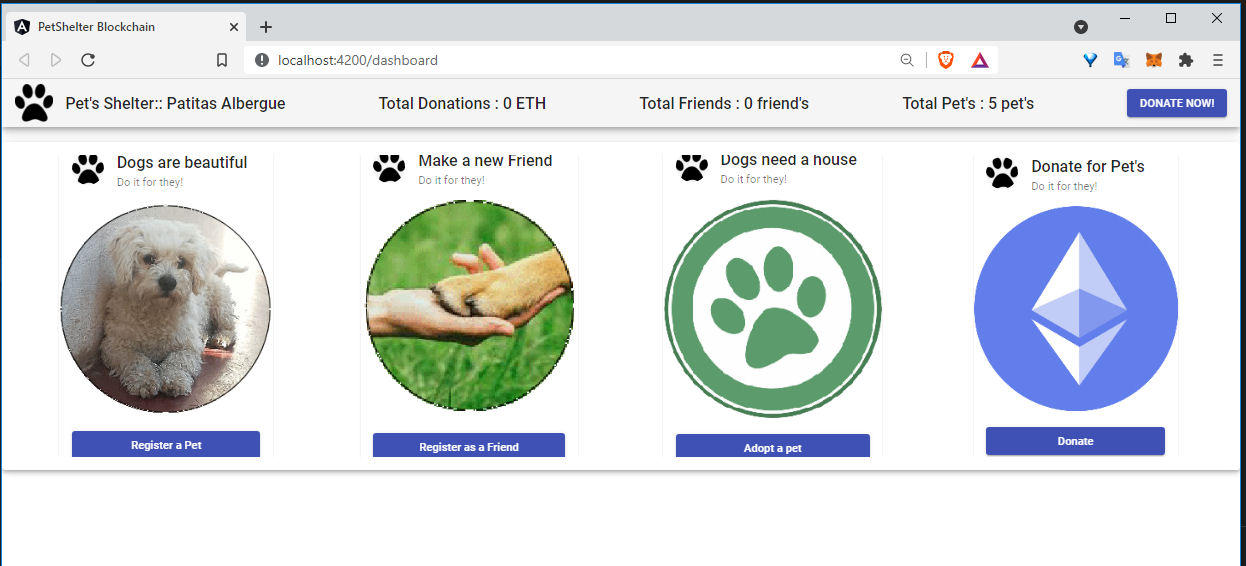 PetShelter Blockchain
localhost:4200/dashboard
Pet's Shelter:: Patitas Albergue Total Donations : 0 ETH Total Friends : 0 friend's Total Pet's : 5 pet's DONATE NOW!
Dogs are beautiful
Do it for they!
Register a Pet
Make a new Friend
Do it for they!
Register as a Friend
Dogs need a house
Do it for they!
Adopt a pet
Donate for Pet's
Do it for they!
Donate